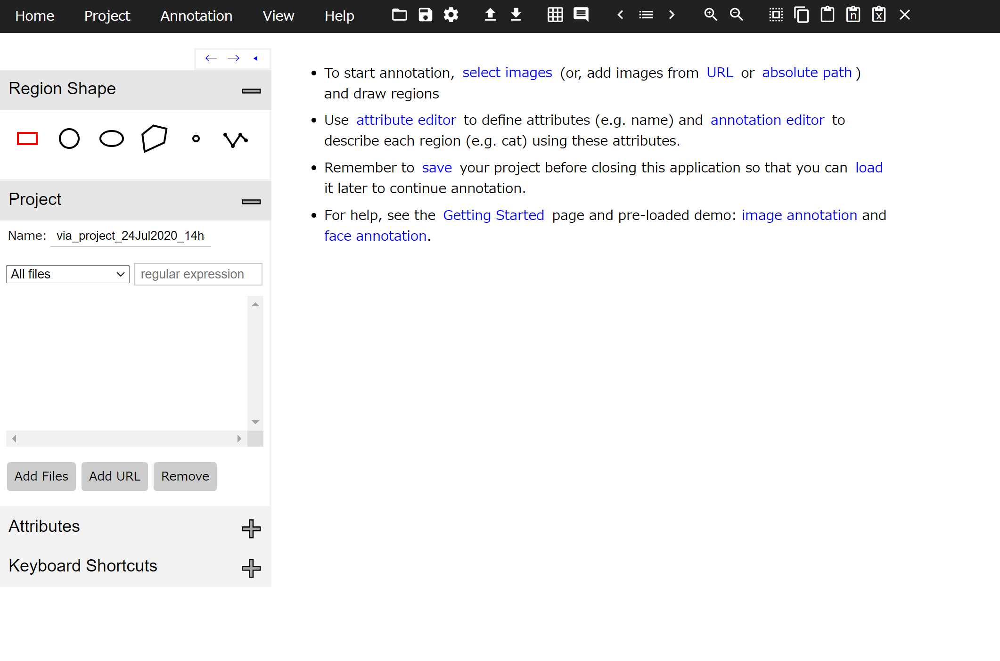 Home Project Annotation View Help
n x
Region Shape
Project
Name: via_project_24Jul2020_14h
All files regular expression
Add Files Add URL Remove
Attributes
Keyboard Shortcuts
To start annotation, select images (or, add images from URL or absolute path)
and draw regions
Use attribute editor to define attributes (e.g. name) and annotation editor to
describe each region (e.g. cat) using these attributes.
Remember to save your project before closing this application so that you can load
it later to continue annotation.
For help, see the Getting Started page and pre-loaded demo: image annotation and
face annotation.